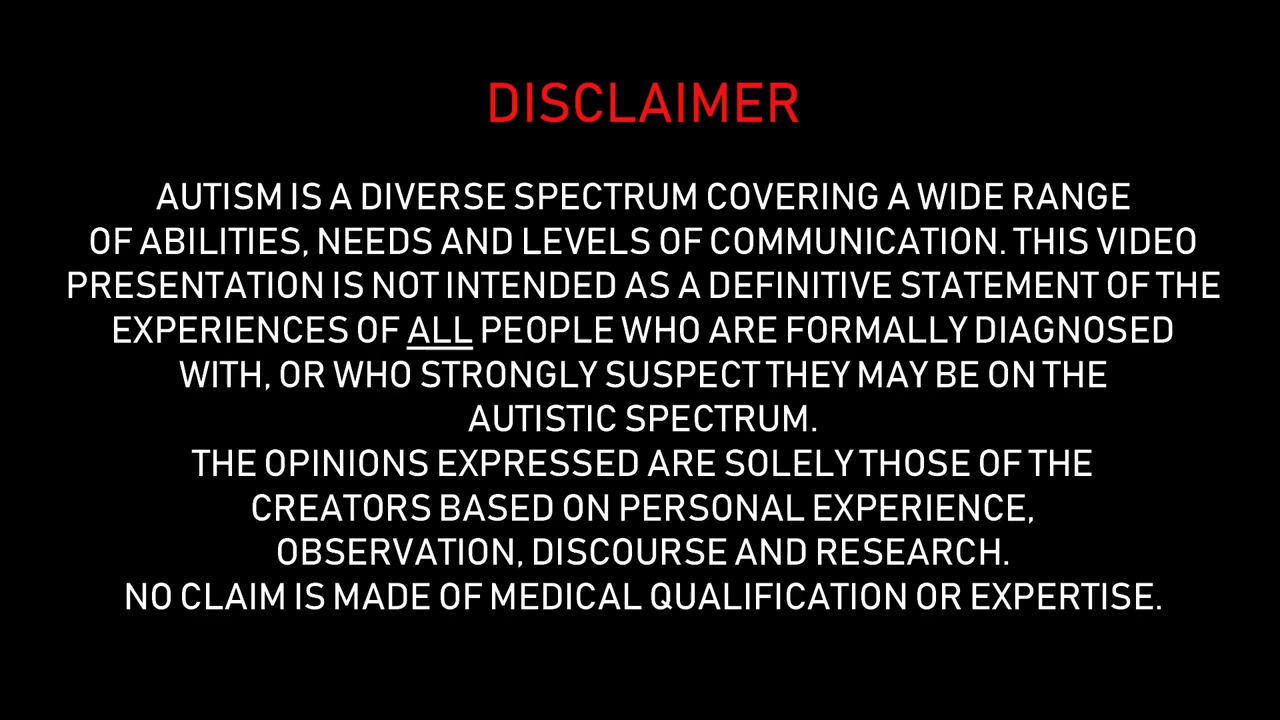 DISCLAIMER
AUTISM IS A DIVERSE SPECTRUM COVERING A WIDE RANGE
OF ABILITIES, NEEDS AND LEVELS OF COMMUNICATION. THIS VIDEO
PRESENTATION IS NOT INTENDED AS A DEFINITIVE STATEMENT OF THE
EXPERIENCES OF ALL PEOPLE WHO ARE FORMALLY DIAGNOSED
WITH, OR WHO STRONGLY SUSPECT THEY MAY BE ON THE
AUTISTIC SPECTRUM.
THE OPINIONS EXPRESSED ARE SOLELY THOSE OF THE
CREATORS BASED ON PERSONAL EXPERIENCE,
OBSERVATION, DISCOURSE AND RESEARCH.
NO CLAIM IS MADE OF MEDICAL QUALIFICATION OR EXPERTISE.